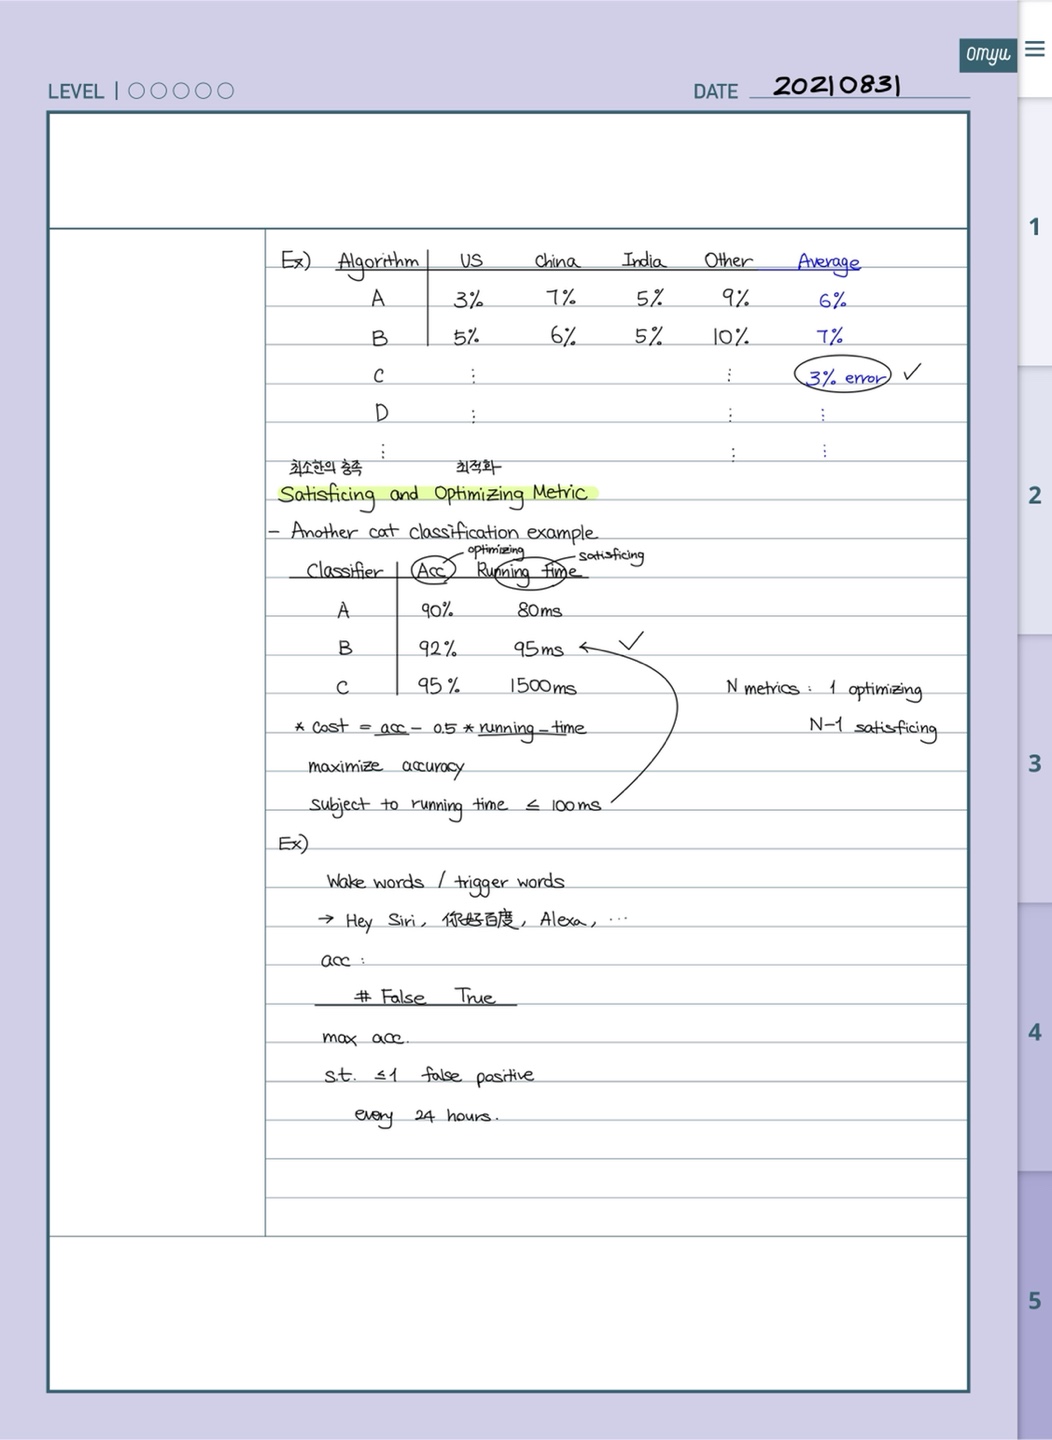 omyu
LEVEL
DATE 20210831
Ex) Algorithm US China India Other Average
A 3% 7% 5% 9% 6%
B 5% 6% 5% 10% 7%
C ⋮ ⋮ 3% error ✓
D ⋮ ⋮ ⋮
⋮ ⋮ ⋮
최소한의 충족 최적화
Satisficing and Optimizing Metric
- Another cat classification example
optimizing satisficing
Classifier Acc Running time
A 90% 80ms
B 92% 95ms ✓
C 95% 1500ms
N metrics : 1 optimizing
N-1 satisficing
* cost = acc - 0.5 * running_time
maximize accuracy
subject to running time ≤ 100ms
Ex)
Wake words / trigger words
→ Hey Siri, 你好百度, Alexa, ...
acc :
# False True
max acc.
s.t. ≤1 false positive
every 24 hours.
1
2
3
4
5